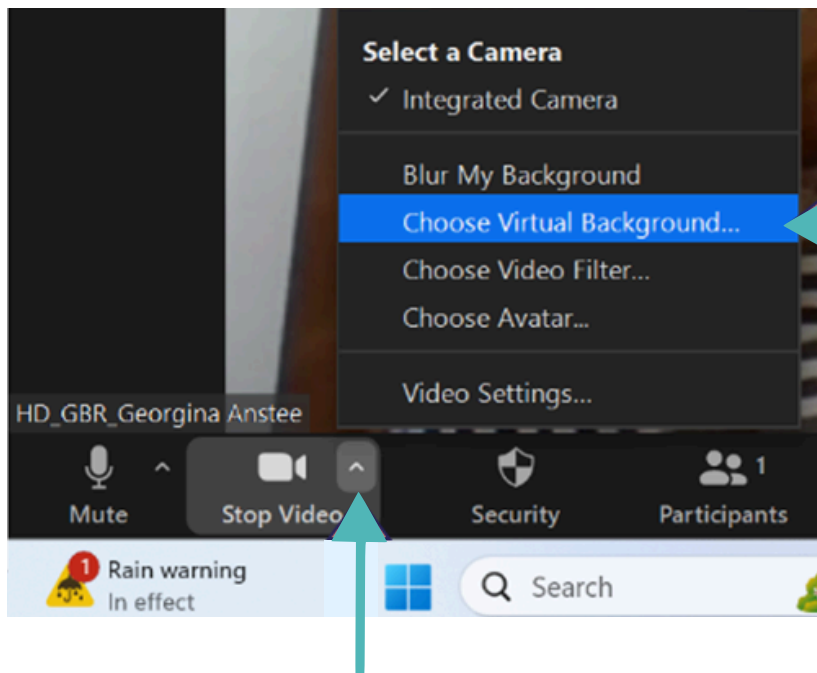 Select a Camera
✓ Integrated Camera
Blur My Background
Choose Virtual Background...
Choose Video Filter...
Choose Avatar...
Video Settings...
HD_GBR_Georgina Anstee
1
Mute
Stop Video
Security
Participants
1
Rain warning
In effect
Search